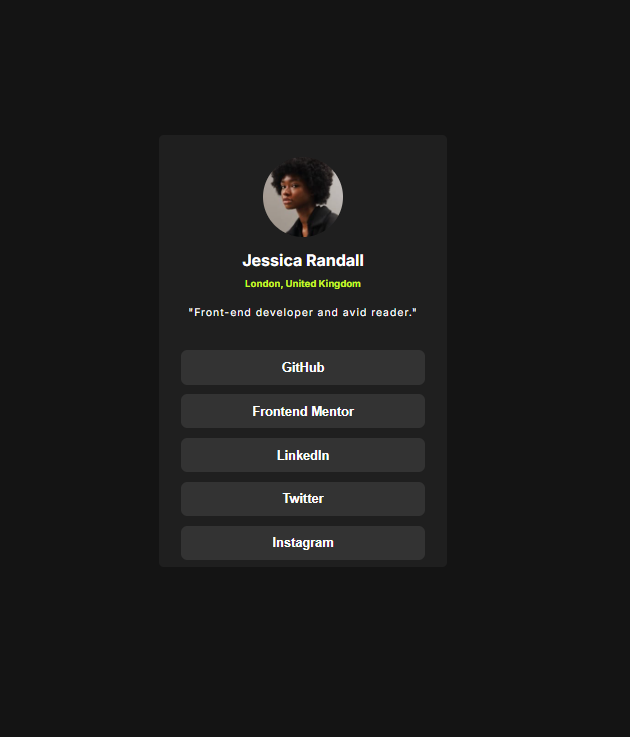 Jessica Randall
London, United Kingdom
"Front-end developer and avid reader."
GitHub
Frontend Mentor
LinkedIn
Twitter
Instagram